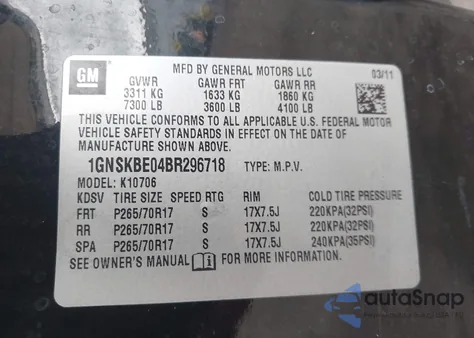 GM
MFD BY GENERAL MOTORS LLC
03/11
GVWR GAWR FRT GAWR RR
3311 KG 1633 KG 1860 KG
7300 LB 3600 LB 4100 LB
THIS VEHICLE CONFORMS TO ALL APPLICABLE U.S. FEDERAL MOTOR
VEHICLE SAFETY STANDARDS IN EFFECT ON THE DATE OF
MANUFACTURE SHOWN ABOVE.
1GNSKBE04BR296718 TYPE: M.P.V.
MODEL: K10706
KDSV TIRE SIZE SPEED RTG RIM COLD TIRE PRESSURE
FRT P265/70R17 S 17X7.5J 220KPA(32PSI)
RR P265/70R17 S 17X7.5J 220KPA(32PSI)
SPA P265/70R17 S 17X7.5J 240KPA(35PSI)
SEE OWNER'S MANUAL FOR ADDITIONAL INFORMATION.
autoSnap